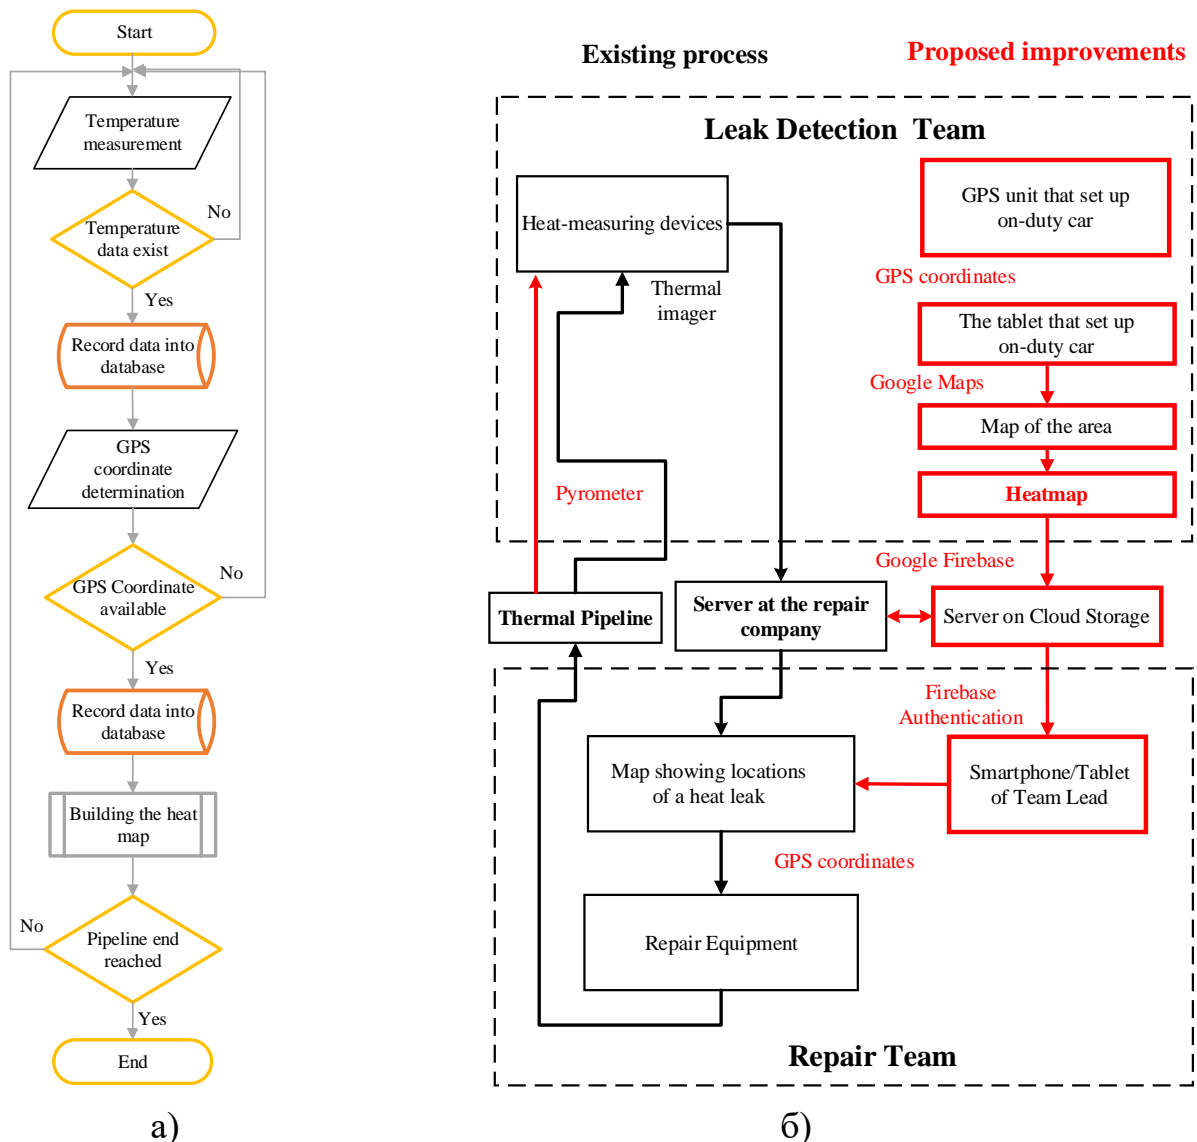 Start
Temperature
measurement
No
Temperature
data exist
Yes
Record data into
database
GPS
coordinate
determination
No
GPS Coordinate
available
Yes
Record data into
database
Building the heat
map
No
Pipeline end
reached
Yes
End
а)
Existing process
Proposed improvements
Leak Detection Team
Heat-measuring devices
GPS unit that set up
on-duty car
GPS coordinates
Thermal
imager
The tablet that set up
on-duty car
Google Maps
Map of the area
Pyrometer
Heatmap
Google Firebase
Thermal Pipeline
Server at the repair
company
Server on Cloud Storage
Firebase
Authentication
Map showing locations
of a heat leak
Smartphone/Tablet
of Team Lead
GPS coordinates
Repair Equipment
Repair Team
б)